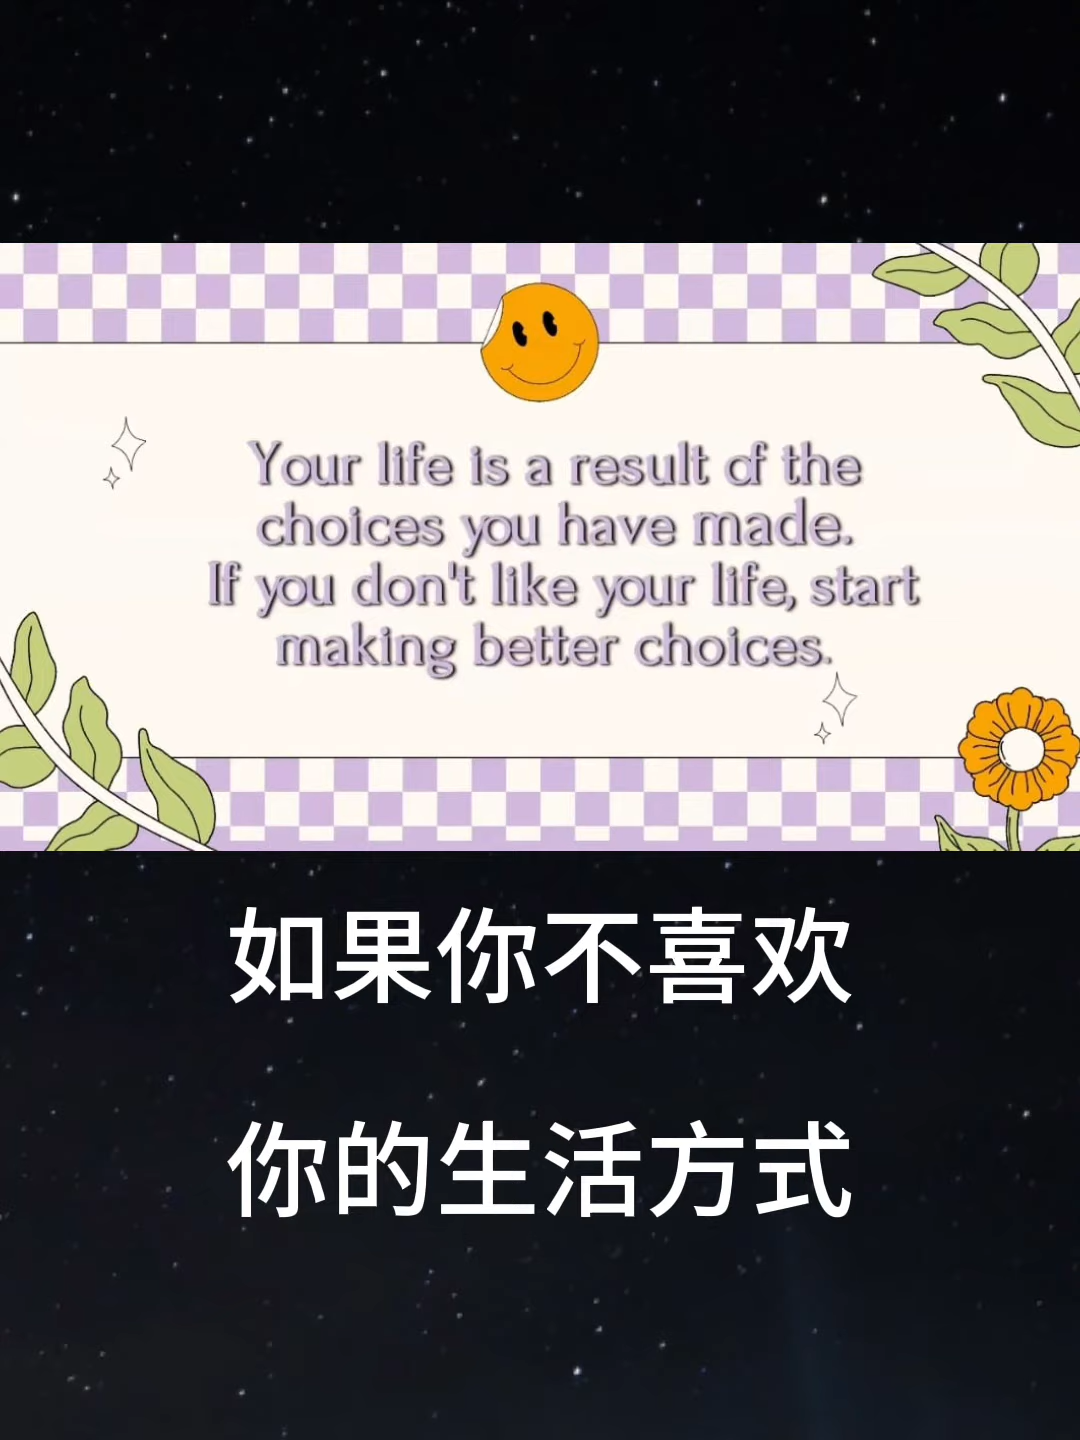 Your life is a result of the
choices you have made.
If you don't like your life, start
making better choices.
如果你不喜欢
你的生活方式